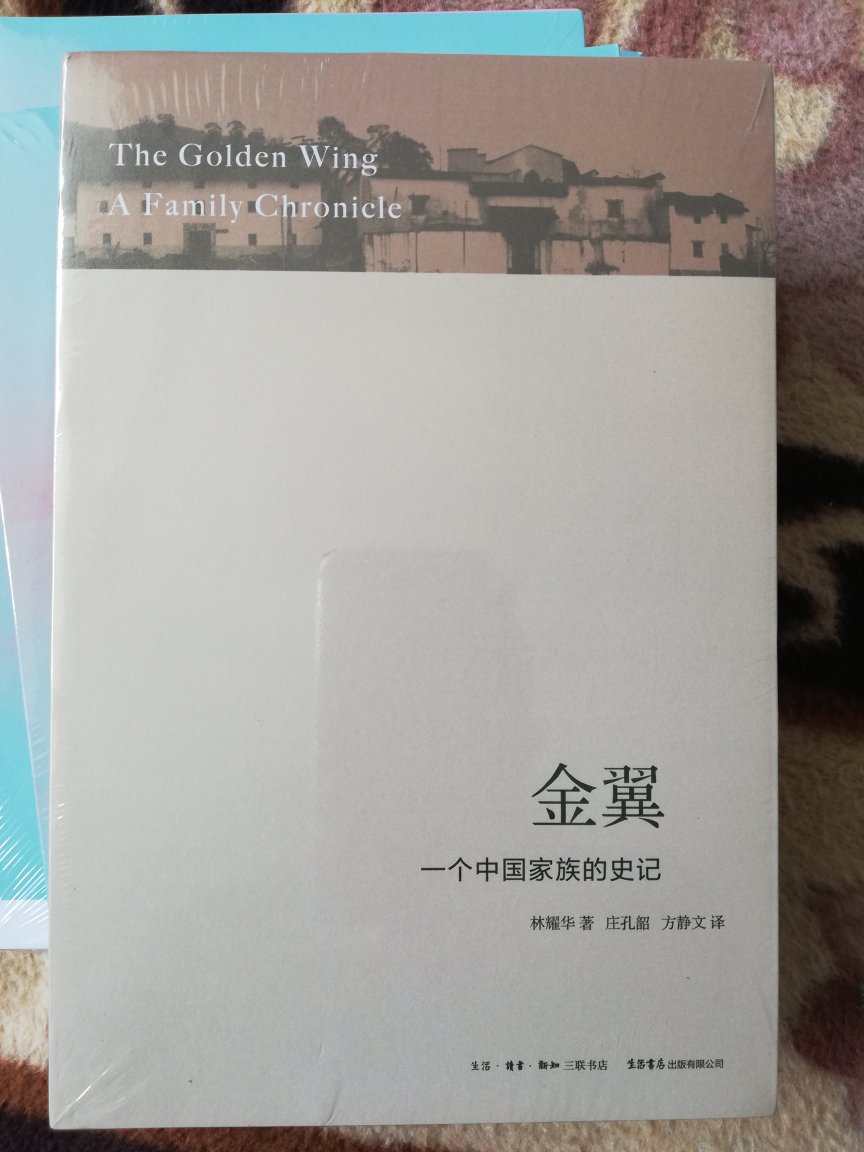 The Golden Wing
A Family Chronicle
金翼
一个中国家族的史记
林耀华 著 庄孔韶 方静文 译
生活·讀書·新知 三联书店 生活书店出版有限公司